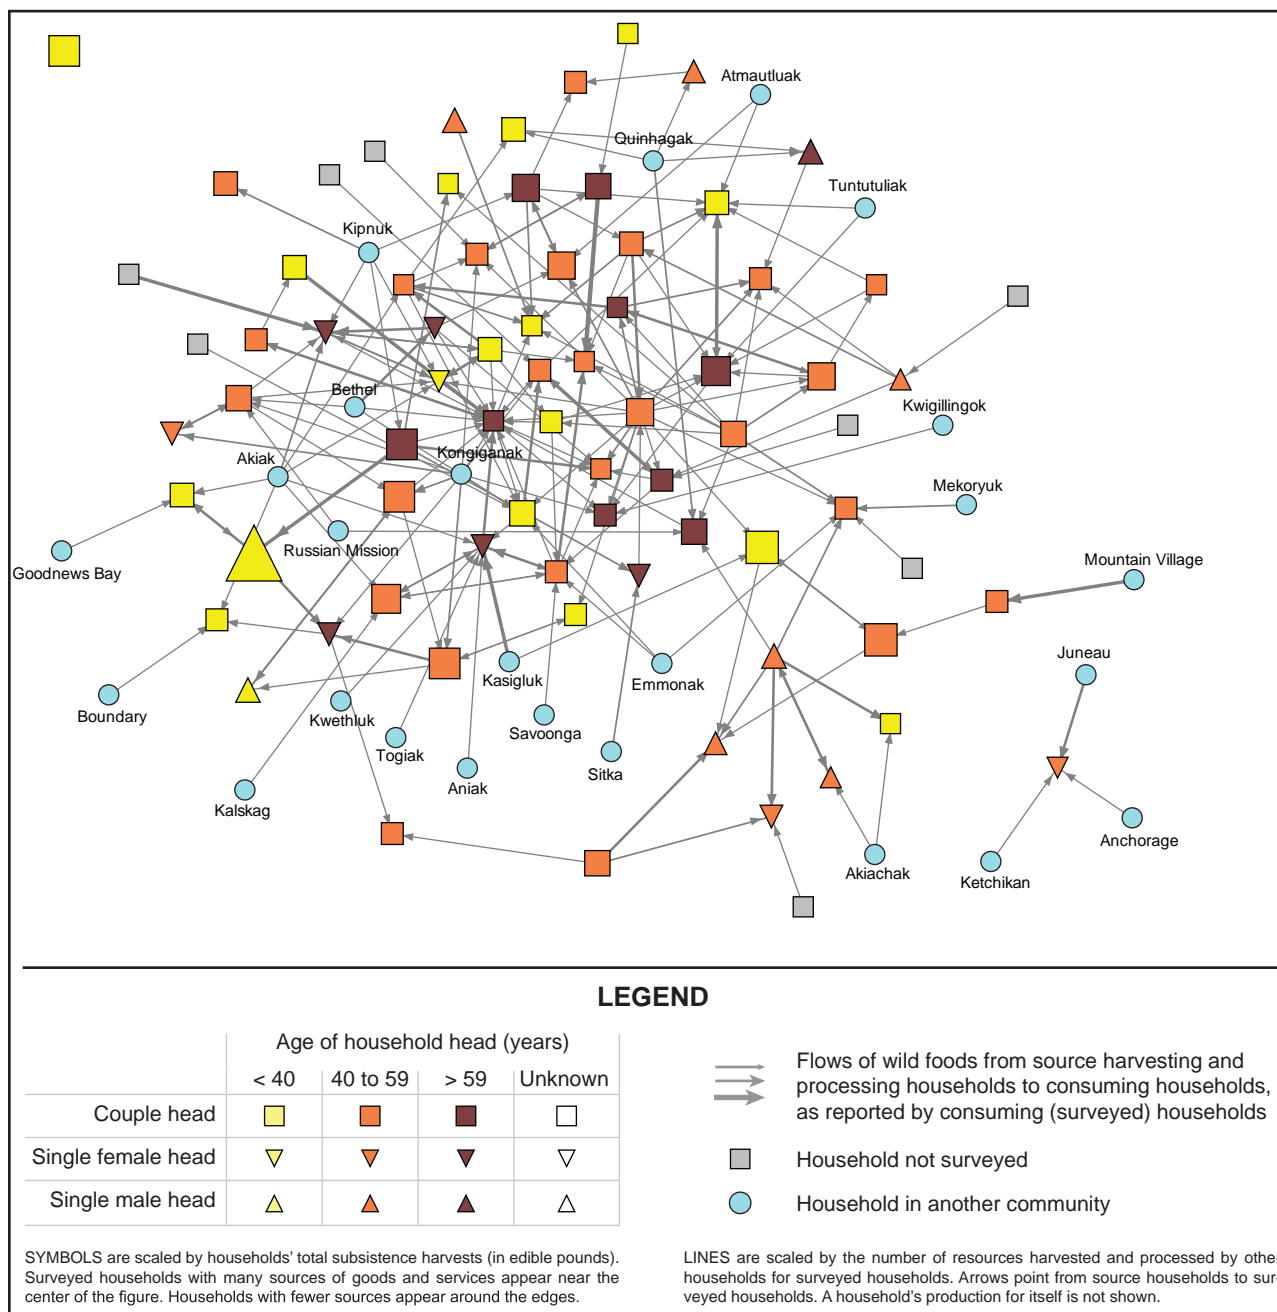 Atmautluak
Quinhagak
Tuntutuliak
Kipnuk
Bethel
Kwigillingok
Akiak
Kongiganak
Mekoryuk
Russian Mission
Goodnews Bay
Mountain Village
Juneau
Kasigluk
Emmonak
Boundary
Kwethluk
Savoonga
Togiak
Sitka
Aniak
Kalskag
Anchorage
Akiachak
Ketchikan
LEGEND
Age of household head (years)
< 40 40 to 59 > 59 Unknown
Couple head
Single female head
Single male head
Flows of wild foods from source harvesting and
processing households to consuming households,
as reported by consuming (surveyed) households
Household not surveyed
Household in another community
SYMBOLS are scaled by households' total subsistence harvests (in edible pounds).
Surveyed households with many sources of goods and services appear near the
center of the figure. Households with fewer sources appear around the edges.
LINES are scaled by the number of resources harvested and processed by other
households for surveyed households. Arrows point from source households to sur-
veyed households. A household's production for itself is not shown.